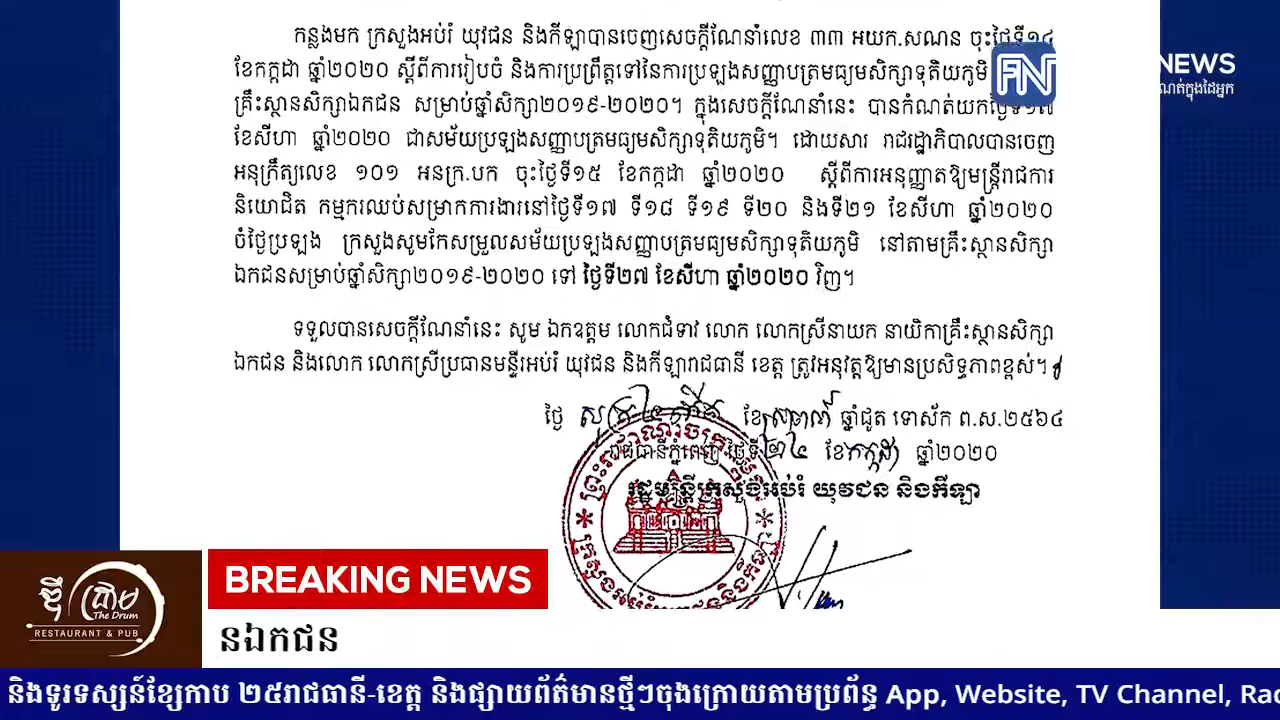 កន្លងមក ក្រសួងអប់រំ យុវជន និងកីឡាបានចេញសេចក្តីណែនាំលេខ ៣៣ អយក.សណន ចុះថ្ងៃទី១៤
ខែកក្កដា ឆ្នាំ២០២០ ស្តីពីការរៀបចំ និងការប្រព្រឹត្តទៅនៃការប្រឡងសញ្ញាបត្រមធ្យមសិក្សាទុតិយភូមិ
FN
NEWS
គ្រឹះស្ថានសិក្សាឯកជន សម្រាប់ឆ្នាំសិក្សា២០១៩-២០២០។ ក្នុងសេចក្តីណែនាំនេះ បានកំណត់យកថ្ងៃទី១៧
ខែសីហា ឆ្នាំ២០២០ ជាសម័យប្រឡងសញ្ញាបត្រមធ្យមសិក្សាទុតិយភូមិ។ ដោយសារ រាជរដ្ឋាភិបាលបានចេញ
អនុក្រឹត្យលេខ ១០១ អនក្រ.បក ចុះថ្ងៃទី១៥ ខែកក្កដា ឆ្នាំ២០២០ ស្តីពីការអនុញ្ញាតឱ្យមន្ត្រីរាជការ
និយោជិត កម្មករឈប់សម្រាកការងារនៅថ្ងៃទី១៧ ទី១៨ ទី១៩ ទី២០ និងទី២១ ខែសីហា ឆ្នាំ២០២០
ចំថ្ងៃប្រឡង ក្រសួងសូមកែសម្រួលសម័យប្រឡងសញ្ញាបត្រមធ្យមសិក្សាទុតិយភូមិ នៅតាមគ្រឹះស្ថានសិក្សា
ឯកជនសម្រាប់ឆ្នាំសិក្សា២០១៩-២០២០ ទៅ ថ្ងៃទី២៧ ខែសីហា ឆ្នាំ២០២០ វិញ។
ទទួលបានសេចក្តីណែនាំនេះ សូម ឯកឧត្តម លោកជំទាវ លោក លោកស្រីនាយក នាយិកាគ្រឹះស្ថានសិក្សា
ឯកជន និងលោក លោកស្រីប្រធានមន្ទីរអប់រំ យុវជន និងកីឡារាជធានី ខេត្ត ត្រូវអនុវត្តឱ្យមានប្រសិទ្ធភាពខ្ពស់។
ថ្ងៃ សុក្រ ៤ កើត ខែ ស្រាពណ៍ ឆ្នាំជូត ទោស័ក ព.ស.២៥៦៤
រាជធានីភ្នំពេញ ថ្ងៃទី ២៤ ខែ កក្កដា ឆ្នាំ២០២០
រដ្ឋមន្ត្រីក្រសួងអប់រំ យុវជន និងកីឡា
ឌឹ ដ្រាម
The Drum
RESTAURANT & PUB
BREAKING NEWS
នឯកជន
និងទូរទស្សន៍ខ្សែកាប ២៥រាជធានី-ខេត្ត និងផ្សាយព័ត៌មានថ្មីៗចុងក្រោយតាមប្រព័ន្ធ App, Website, TV Channel, Rad